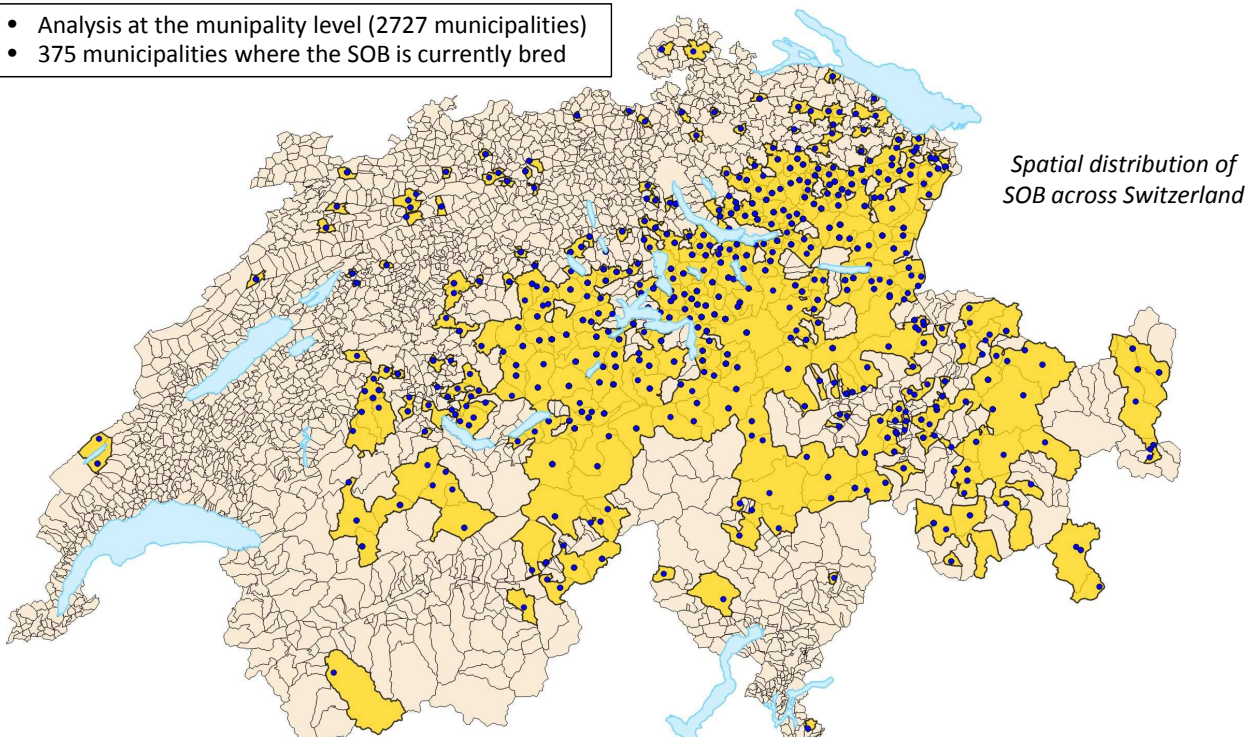 • Analysis at the munipality level (2727 municipalities)
• 375 municipalities where the SOB is currently bred
Spatial distribution of
SOB across Switzerland